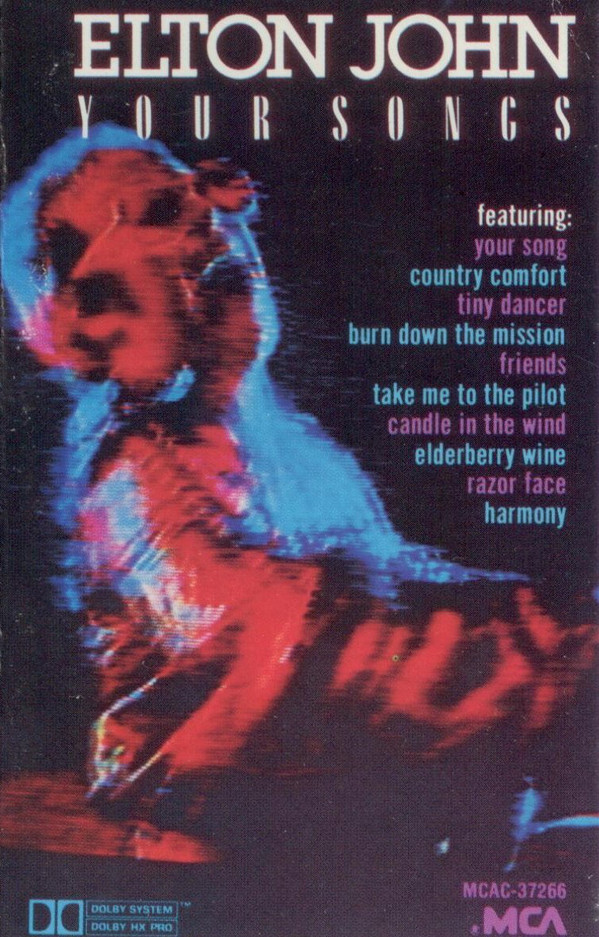 ELTON JOHN
YOUR SONGS
featuring:
your song
country comfort
tiny dancer
burn down the mission
friends
take me to the pilot
candle in the wind
elderberry wine
razor face
harmony
DOLBY SYSTEM™
DOLBY HX PRO
MCAC-37266
MCA